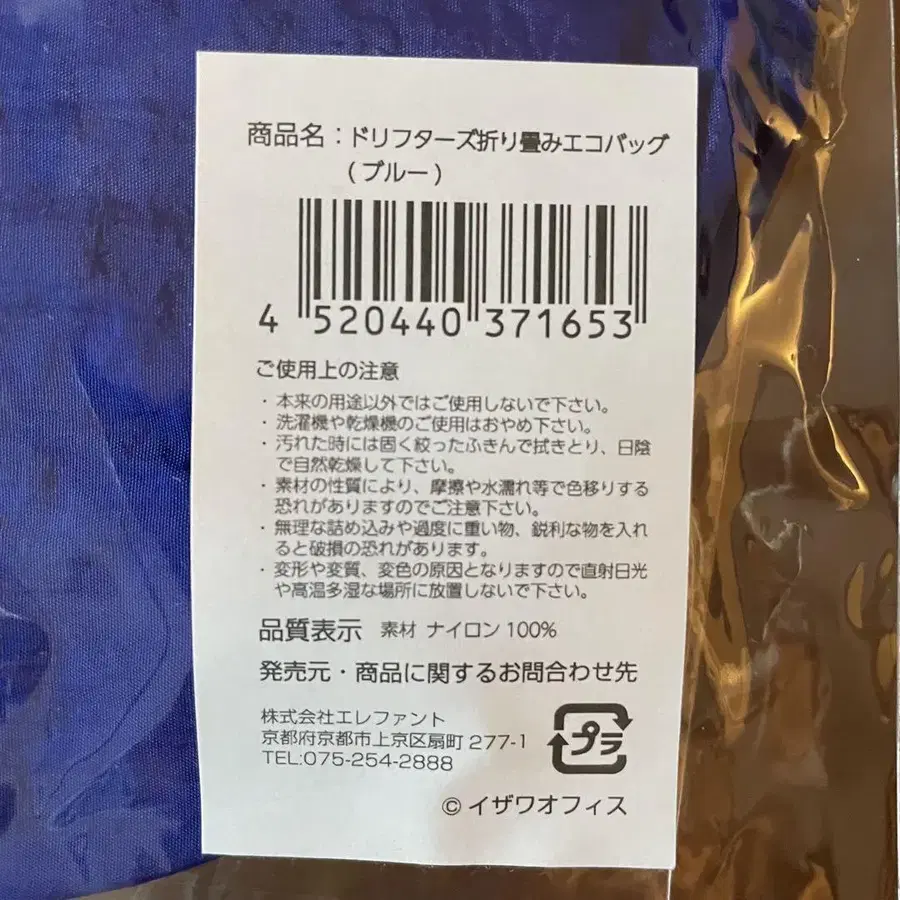 商品名：ドリフターズ折り畳みエコバッグ
(ブルー)
4 520440 371653
ご使用上の注意
・本来の用途以外ではご使用しないで下さい。
・洗濯機や乾燥機のご使用はおやめ下さい。
・汚れた時には固く絞ったふきんで拭きとり、日陰
で自然乾燥して下さい。
・素材の性質により、摩擦や水濡れ等で色移りする
恐れがありますのでご注意下さい。
・無理な詰め込みや過度に重い物、鋭利な物を入れ
ると破損の恐れがあります。
・変形や変質、変色の原因となりますので直射日光
や高温多湿な場所に放置しないで下さい。
品質表示 素材 ナイロン 100%
発売元・商品に関するお問合わせ先
株式会社エレファント
京都府京都市上京区扇町 277-1
TEL:075-254-2888
プラ
© イザワオフィス